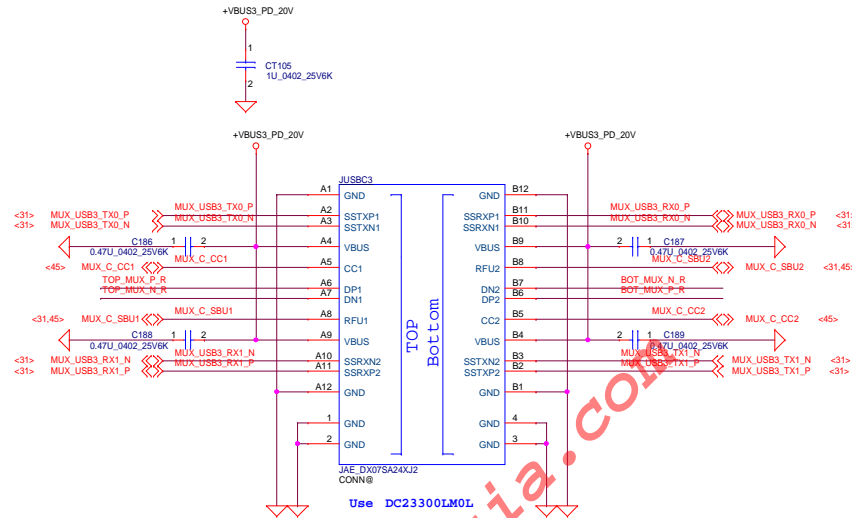 +VBUS3_PD_20V
1
CT105
1U_0402_25V6K
2
+VBUS3_PD_20V
+VBUS3_PD_20V
JUSBC3
A1 GND GND B12
<31> MUX_USB3_TX0_P MUX_USB3_TX0_P A2 SSTXP1 SSRXP1 B11 MUX_USB3_RX0_P MUX_USB3_RX0_P <31>
<31> MUX_USB3_TX0_N MUX_USB3_TX0_N A3 SSTXN1 SSRXN1 B10 MUX_USB3_RX0_N MUX_USB3_RX0_N <31>
C186 1 2 A4 VBUS VBUS B9 2 1 C187
0.47U_0402_25V6K 0.47U_0402_25V6K
<45> MUX_C_CC1 MUX_C_CC1 A5 CC1 RFU2 B8 MUX_C_SBU2 MUX_C_SBU2 <31,45>
TOP_MUX_P_R A6 DP1 DN2 B7 BOT_MUX_N_R
TOP_MUX_N_R A7 DN1 DP2 B6 BOT_MUX_P_R
<31,45> MUX_C_SBU1 MUX_C_SBU1 A8 RFU1 CC2 B5 MUX_C_CC2 MUX_C_CC2 <45>
TOP
Bottom
C188 1 2 A9 VBUS VBUS B4 2 1 C189
0.47U_0402_25V6K 0.47U_0402_25V6K
<31> MUX_USB3_RX1_N MUX_USB3_RX1_N A10 SSRXN2 SSTXN2 B3 MUX_USB3_TX1_N MUX_USB3_TX1_N <31>
<31> MUX_USB3_RX1_P MUX_USB3_RX1_P A11 SSRXP2 SSTXP2 B2 MUX_USB3_TX1_P MUX_USB3_TX1_P <31>
A12 GND GND B1
1 GND GND 4
2 GND GND 3
JAE_DX07SA24XJ2
CONN@
Use DC23300LM0L
ia.com